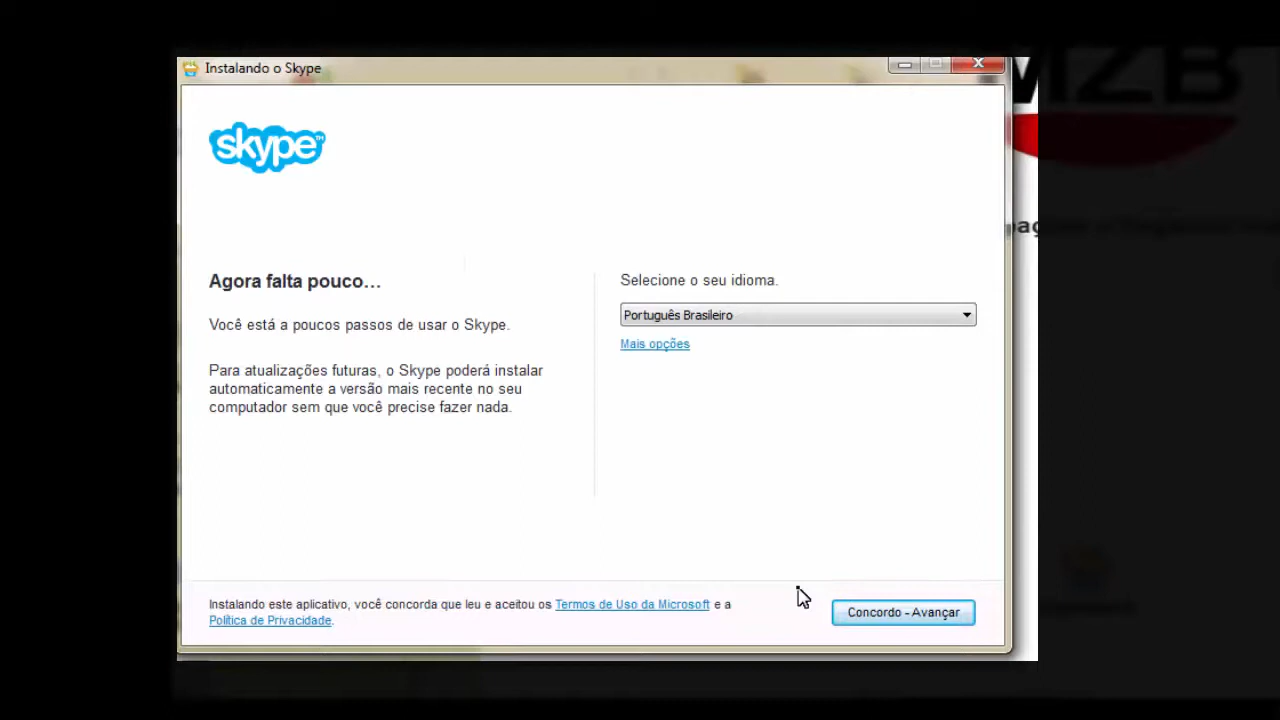 Instalando o Skype
MZB
skype™
Agora falta pouco...
Selecione o seu idioma.
Português Brasileiro
Você está a poucos passos de usar o Skype.
Mais opções
Para atualizações futuras, o Skype poderá instalar
automaticamente a versão mais recente no seu
computador sem que você precise fazer nada.
Instalando este aplicativo, você concorda que leu e aceitou os Termos de Uso da Microsoft e a
Política de Privacidade.
Concordo - Avançar